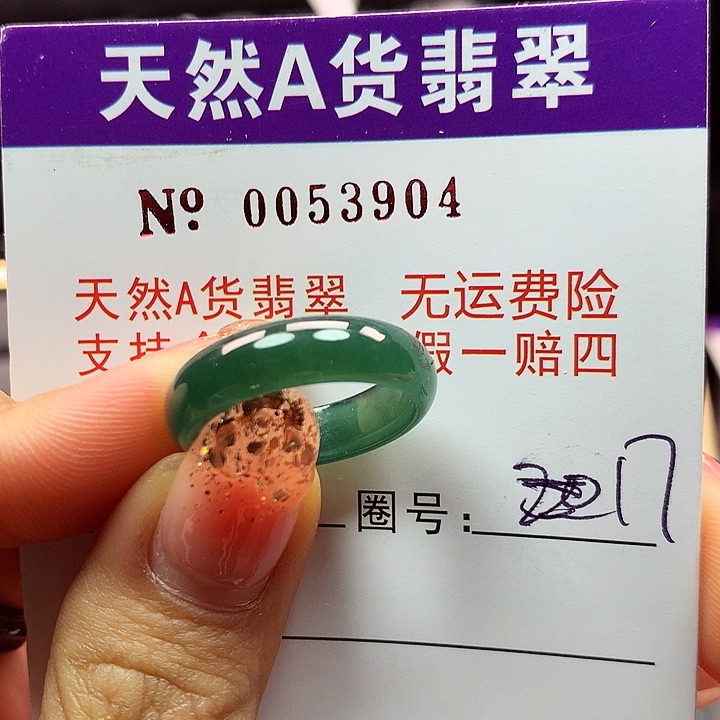 天然A货翡翠
No. 0053904
天然A货翡翠 无运费险
支持 假一赔四
圈号: 17